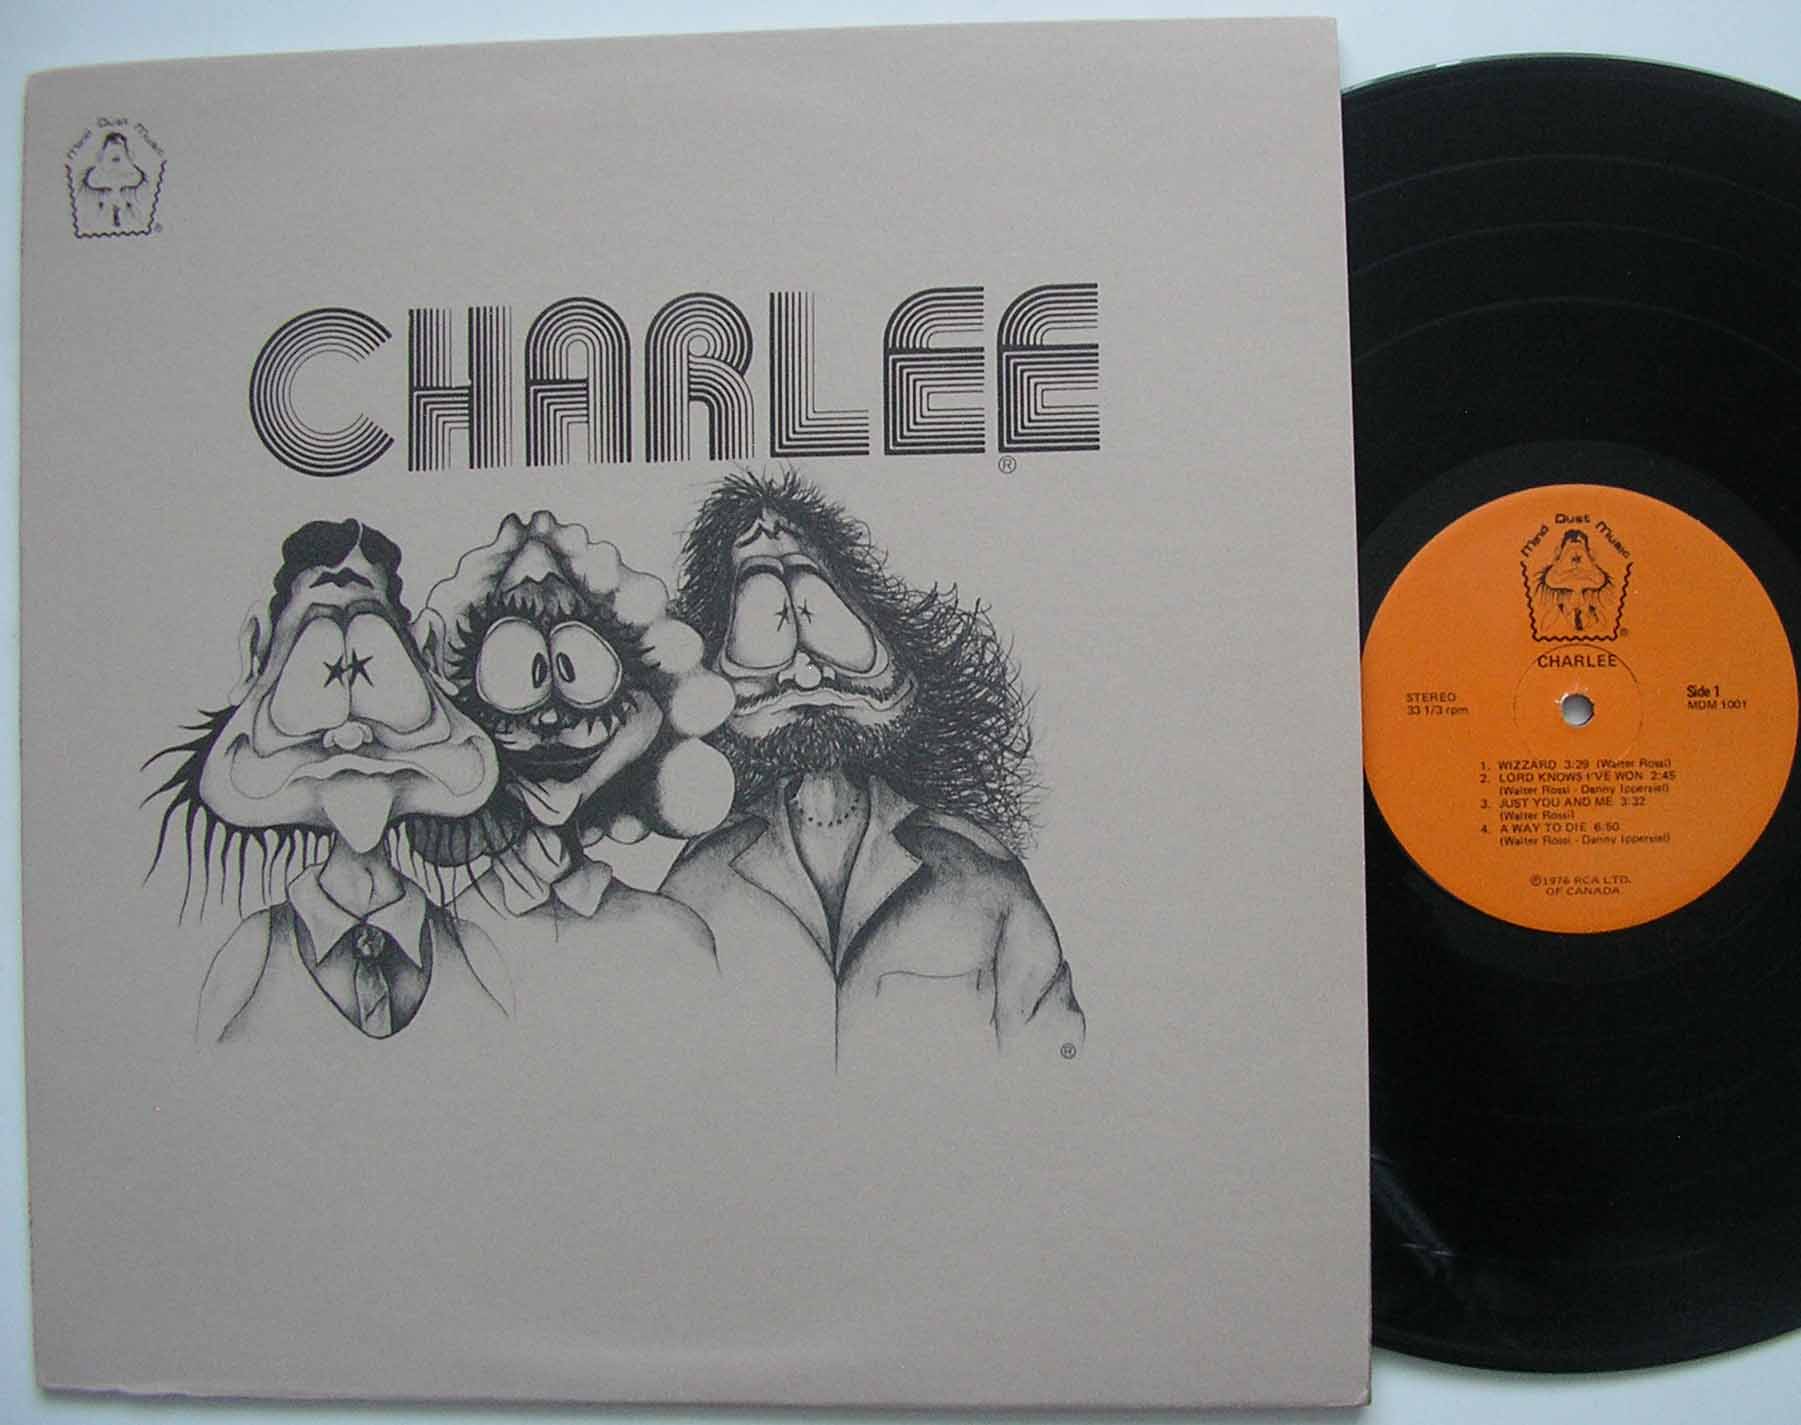 Mind Dust Music
®
CHARLEE
®
®
Mind Dust Music
®
CHARLEE
STEREO
33 1/3 rpm
Side 1
MDM 1001
1. WIZZARD 3:29 (Walter Rossi)
2. LORD KNOWS I'VE WON 2:45
(Walter Rossi - Danny Ippersiel)
3. JUST YOU AND ME 3:32
(Walter Rossi)
4. A WAY TO DIE 6:50
(Walter Rossi - Danny Ippersiel)
℗1976 RCA LTD.
OF CANADA